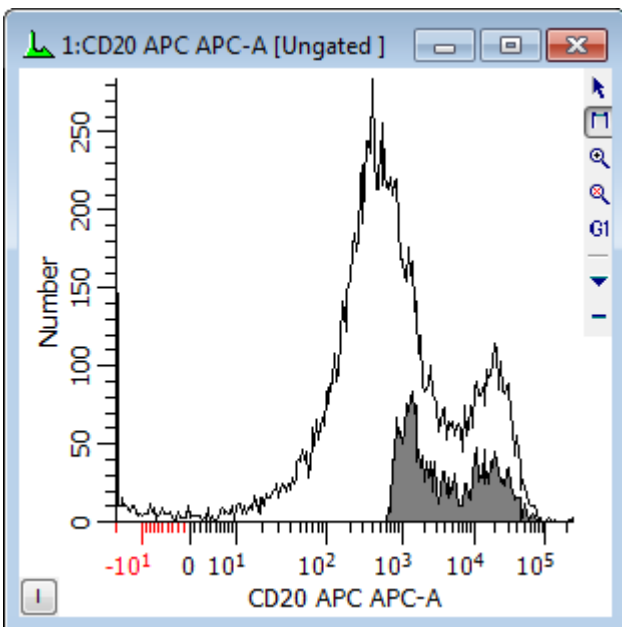 1:CD20 APC APC-A [Ungated ]
250
200
150
100
50
0
Number
G1
-10¹ 0 10¹ 10² 10³ 10⁴ 10⁵
CD20 APC APC-A
I